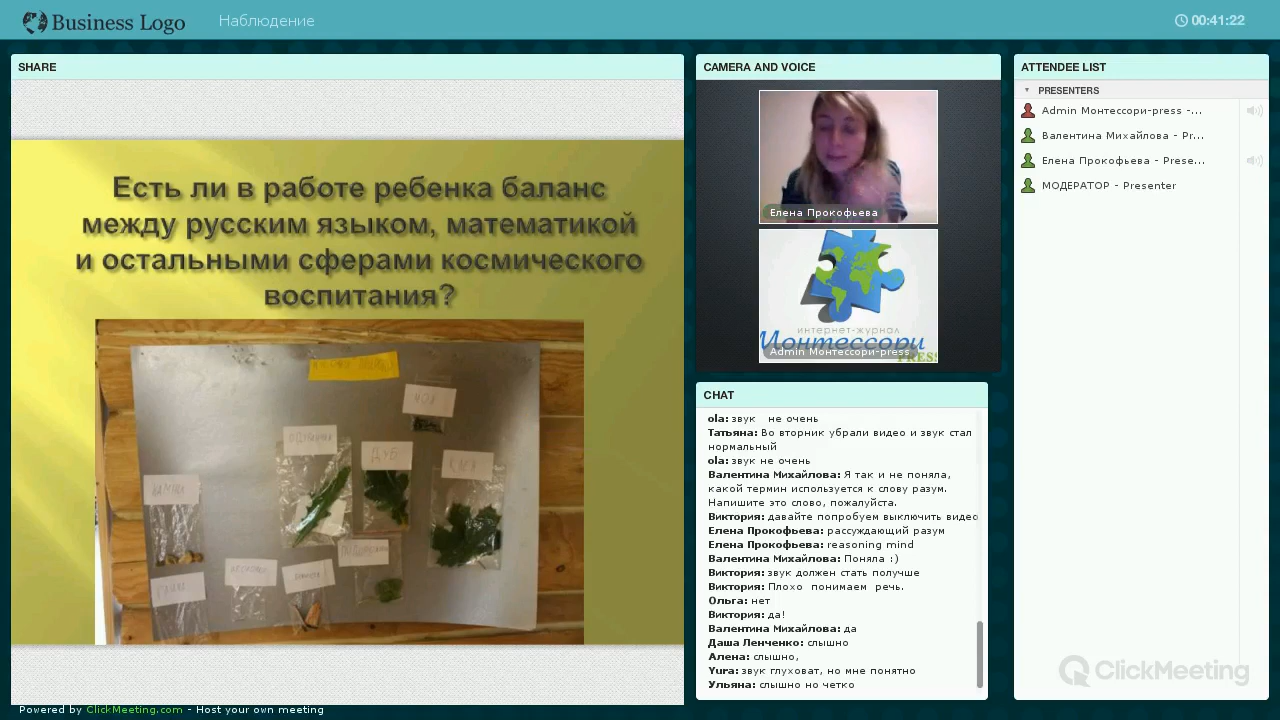 Business Logo
Наблюдение
00:41:22
SHARE
Есть ли в работе ребенка баланс
между русским языком, математикой
и остальными сферами космического
воспитания?
ДУБ
CAMERA AND VOICE
Елена Прокофьева
интернет-журнал
Монтессори
PRESS
Admin Монтессори-press
CHAT
ola: звук не очень
Татьяна: Во вторник убрали видео и звук стал
нормальный
ola: звук не очень
Валентина Михайлова: Я так и не поняла,
какой термин используется к слову разум.
Напишите это слово, пожалуйста.
Виктория: давайте попробуем выключить видео
Елена Прокофьева: рассуждающий разум
Елена Прокофьева: reasoning mind
Валентина Михайлова: Поняла :)
Виктория: звук должен стать получше
Виктория: Плохо понимаем речь.
Ольга: нет
Виктория: да!
Валентина Михайлова: да
Даша Ленченко: слышно
Алена: слышно,
Yura: звук глуховат, но мне понятно
Ульяна: слышно но четко
ATTENDEE LIST
PRESENTERS
Admin Монтессори-press -...
Валентина Михайлова - Pr...
Елена Прокофьева - Prese...
МОДЕРАТОР - Presenter
ClickMeeting
Powered by ClickMeeting.com - Host your own meeting